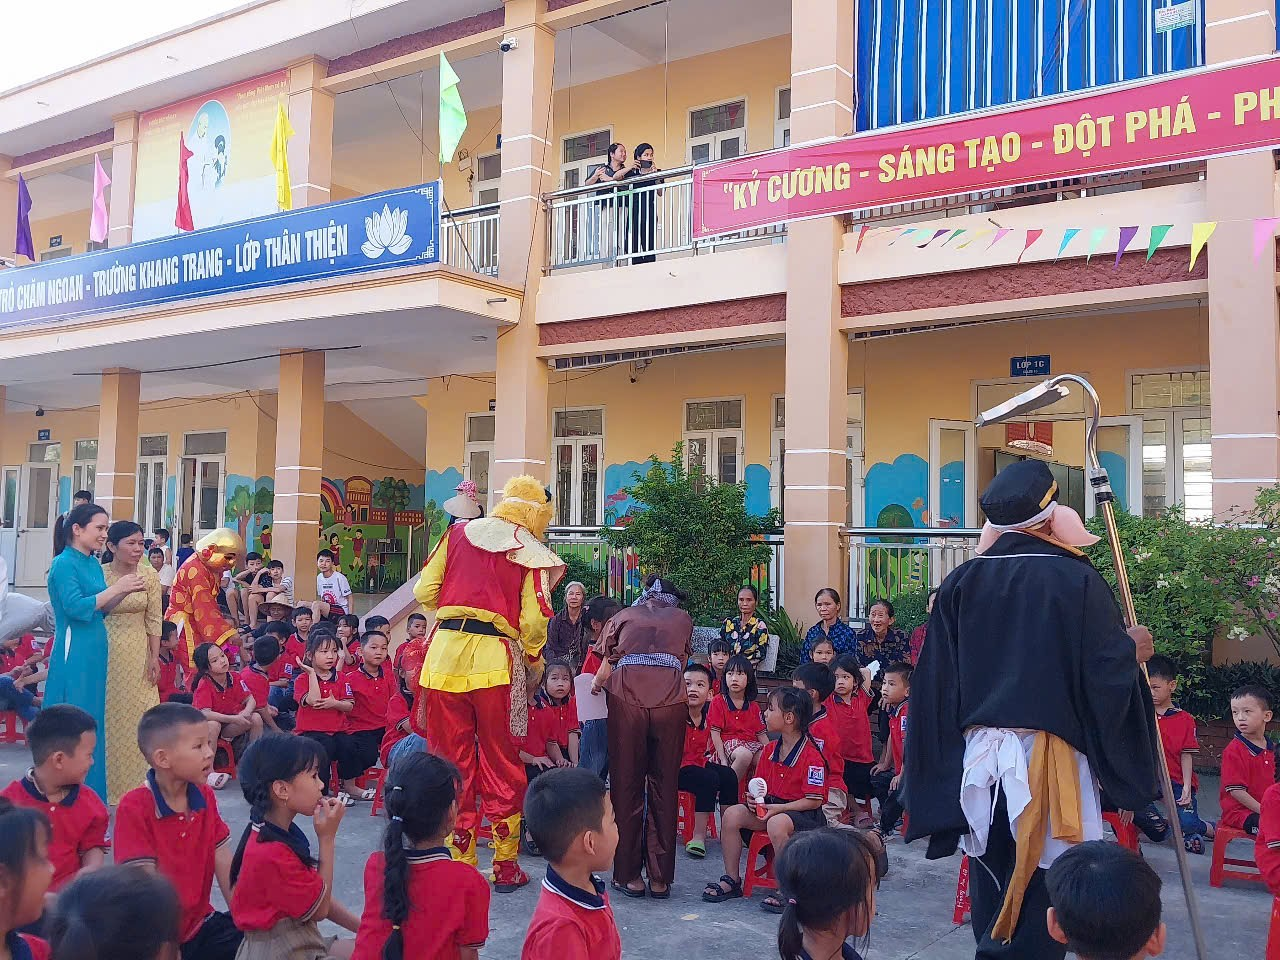 "KỶ CƯƠNG - SÁNG TẠO - ĐỘT PHÁ - PH
TRÒ CHĂM NGOAN - TRƯỜNG KHANG TRANG - LỚP THÂN THIỆN
LỚP 1C